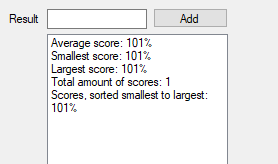 Result Add
Average score: 101%
Smallest score: 101%
Largest score: 101%
Total amount of scores: 1
Scores, sorted smallest to largest:
101%